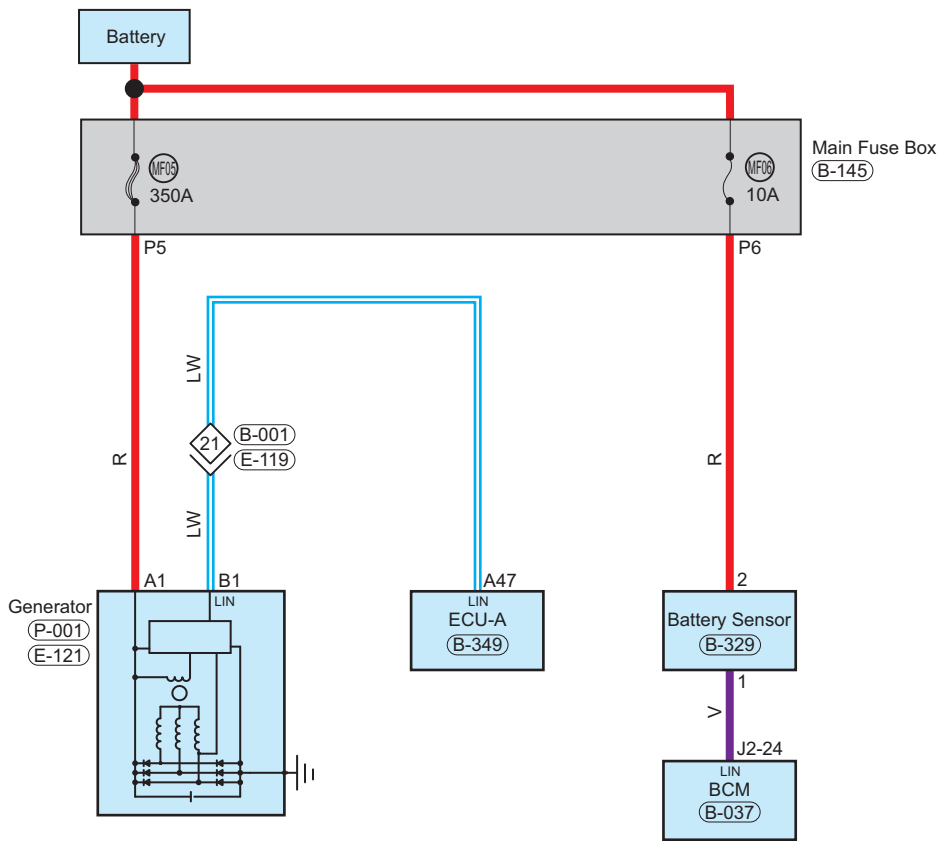 Battery
Main Fuse Box
B-145
MF05
350A
MF06
10A
P5
P6
LW
21
B-001
E-119
R
R
LW
A1
B1
A47
2
Generator
P-001
E-121
LIN
LIN
ECU-A
B-349
Battery Sensor
B-329
1
V
J2-24
LIN
BCM
B-037